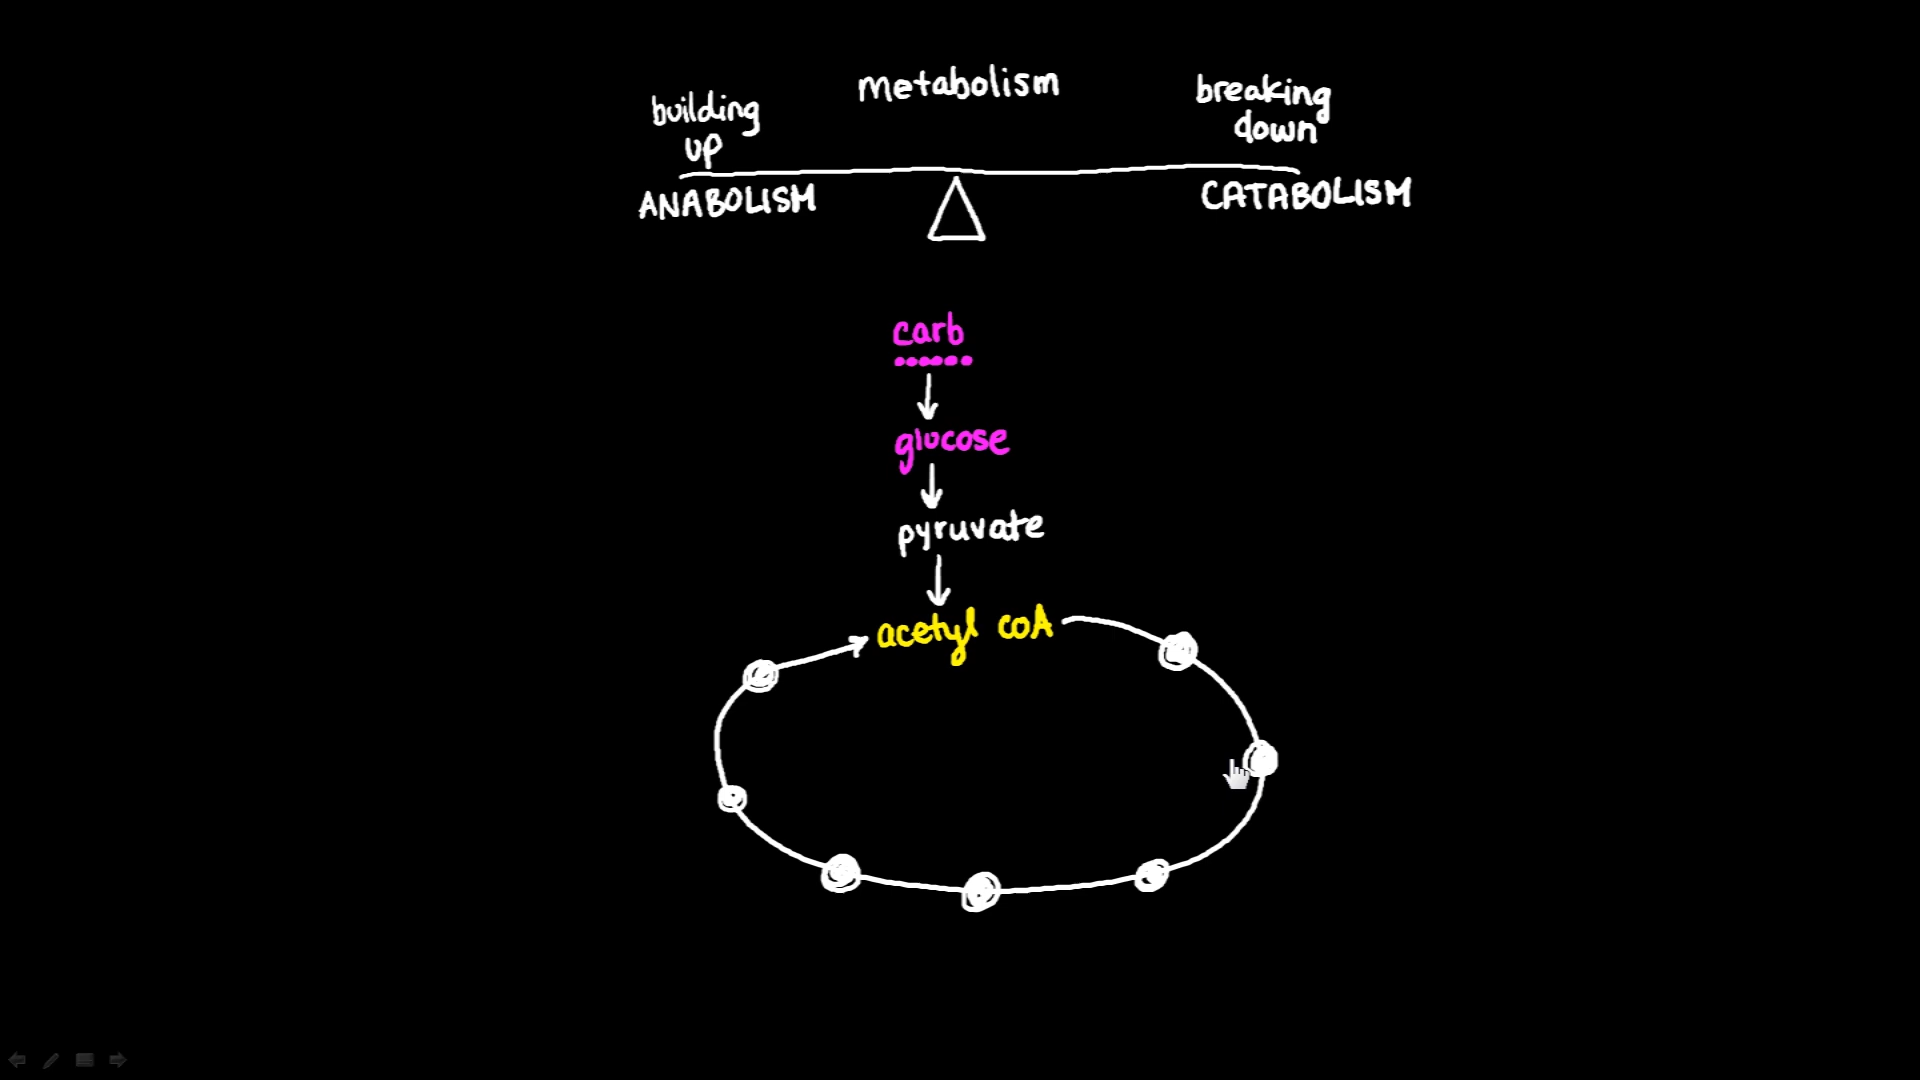 metabolism
building
up
breaking
down
ANABOLISM
CATABOLISM
carb
glucose
pyruvate
acetyl coA